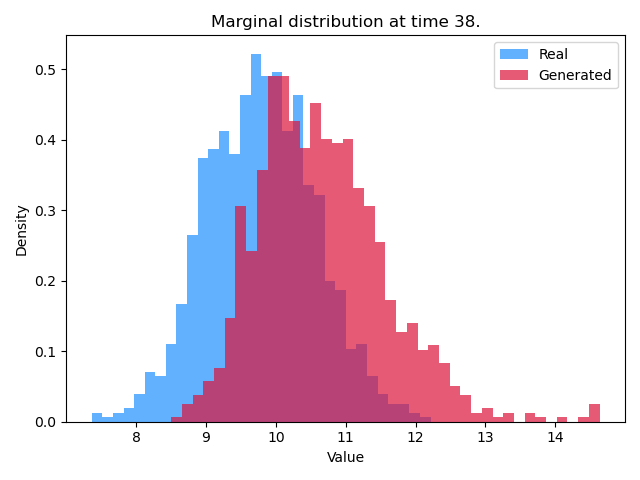 Marginal distribution at time 38.
Real
Generated
0.5
0.4
0.3
0.2
0.1
0.0
Density
8 9 10 11 12 13 14
Value